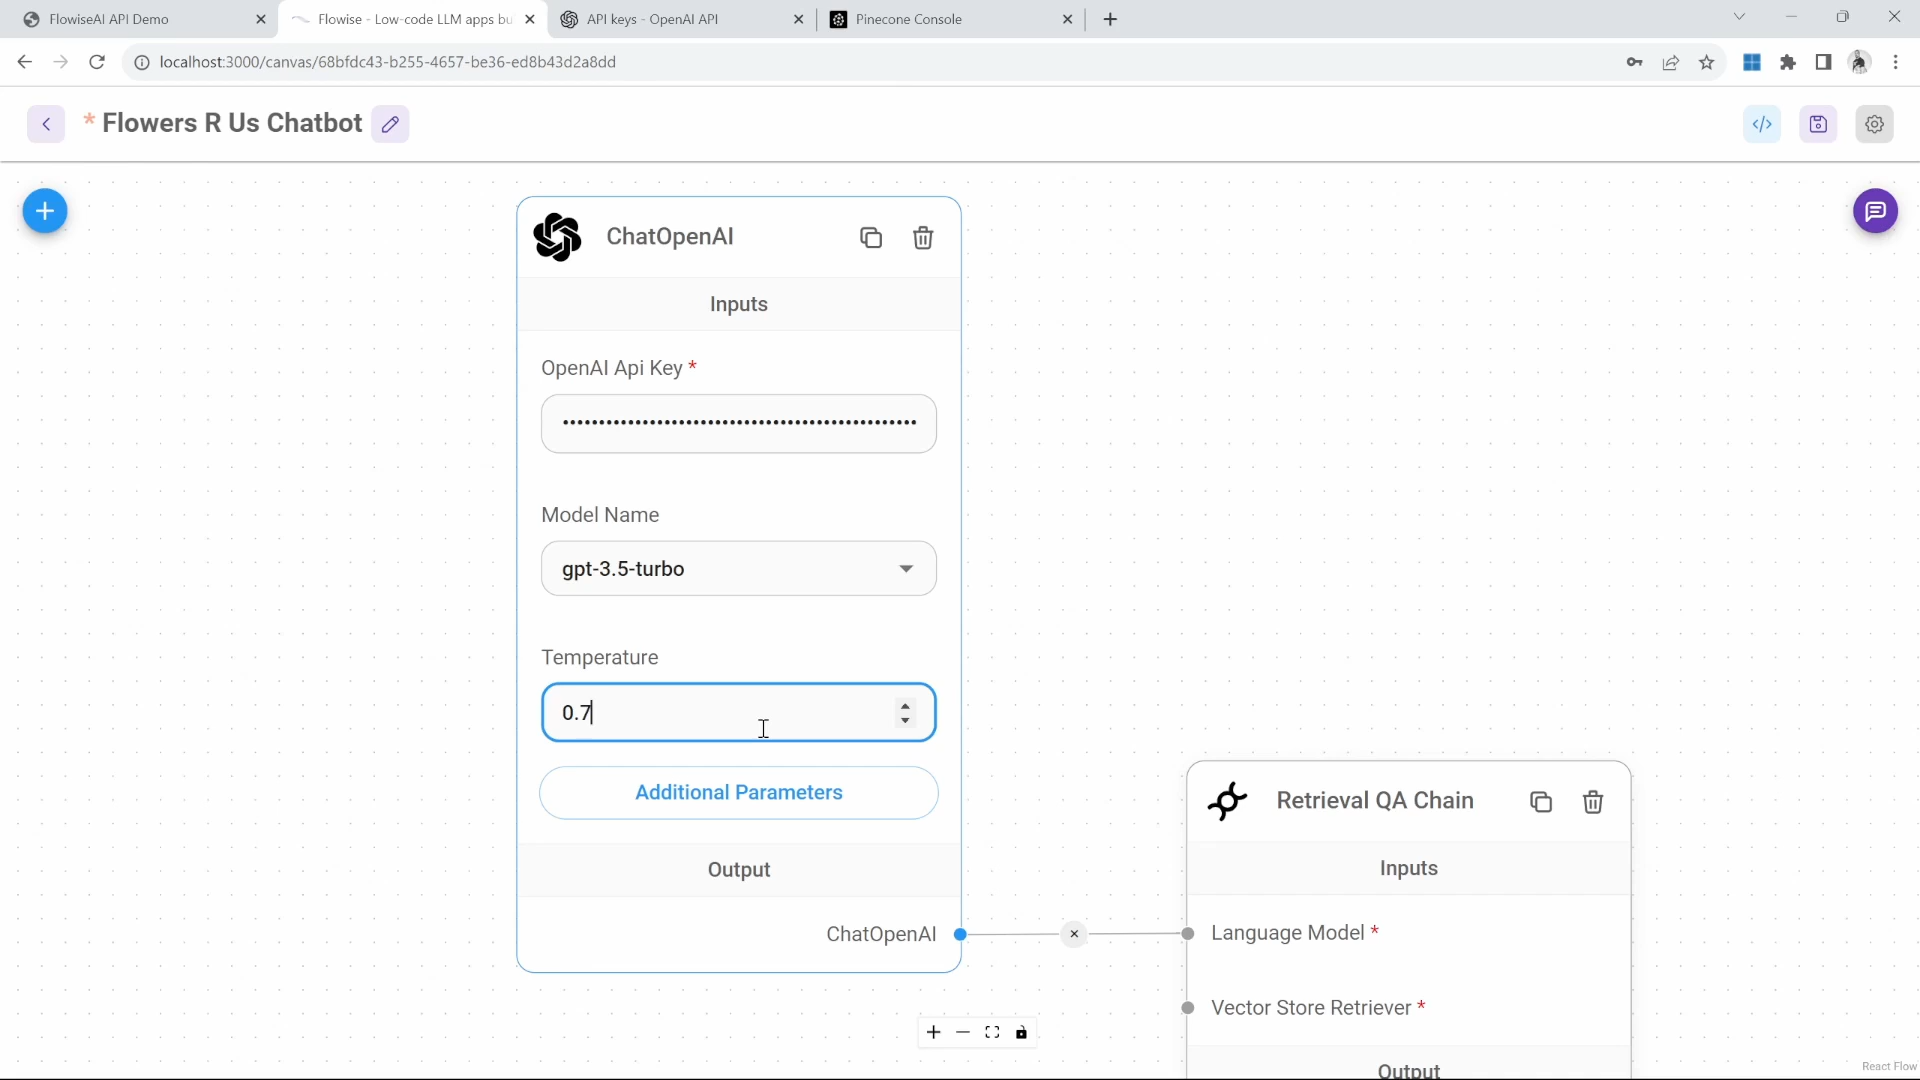 FlowiseAI API Demo
Flowise - Low-code LLM apps bu
API keys - OpenAI API
Pinecone Console
localhost:3000/canvas/68bfdc43-b255-4657-be36-ed8b43d2a8dd
* Flowers R Us Chatbot
ChatOpenAI
Inputs
OpenAI Api Key *
••••••••••••••••••••••••••••••••••••••••••••••••••
Model Name
gpt-3.5-turbo
Temperature
0.7
Additional Parameters
Output
ChatOpenAI
Retrieval QA Chain
Inputs
Language Model *
Vector Store Retriever *
Output
React Flow